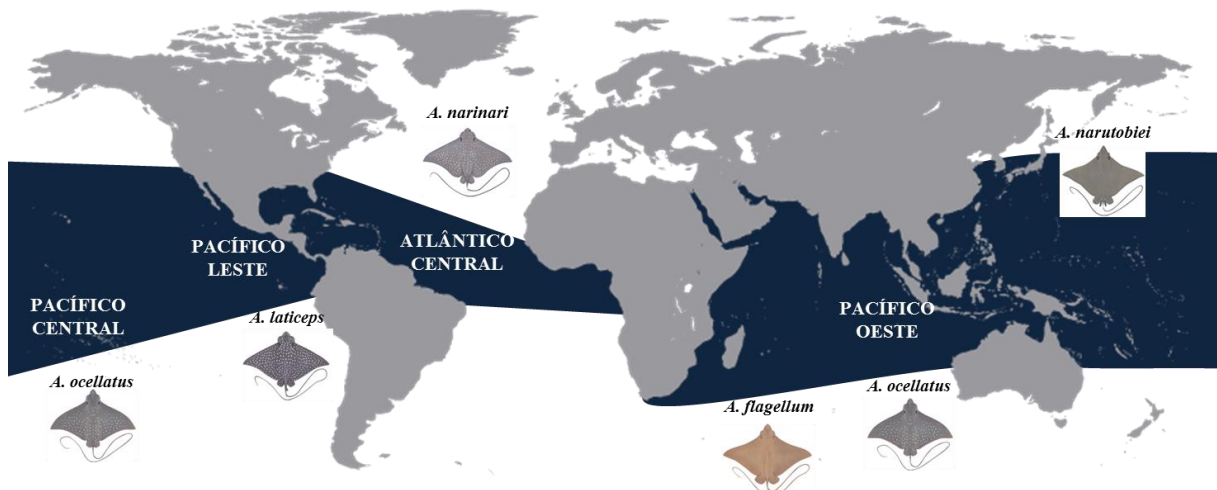 A. narinari
A. narutobiei
PACÍFICO
LESTE
ATLÂNTICO
CENTRAL
PACÍFICO
CENTRAL
PACÍFICO
OESTE
A. laticeps
A. ocellatus
A. flagellum
A. ocellatus